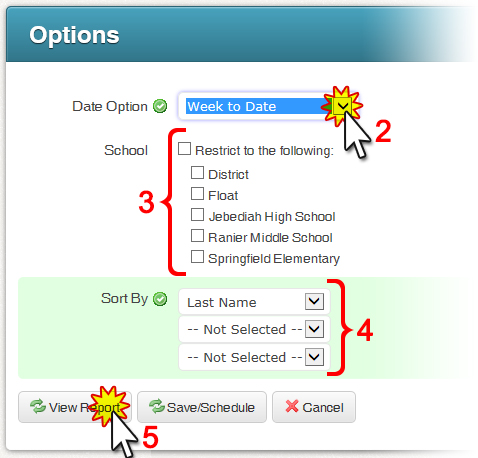 Options
Date Option Week to Date
2
School Restrict to the following:
District
3 Float
Jebediah High School
Ranier Middle School
Springfield Elementary
Sort By Last Name
-- Not Selected -- 4
-- Not Selected --
View Report Save/Schedule Cancel
5